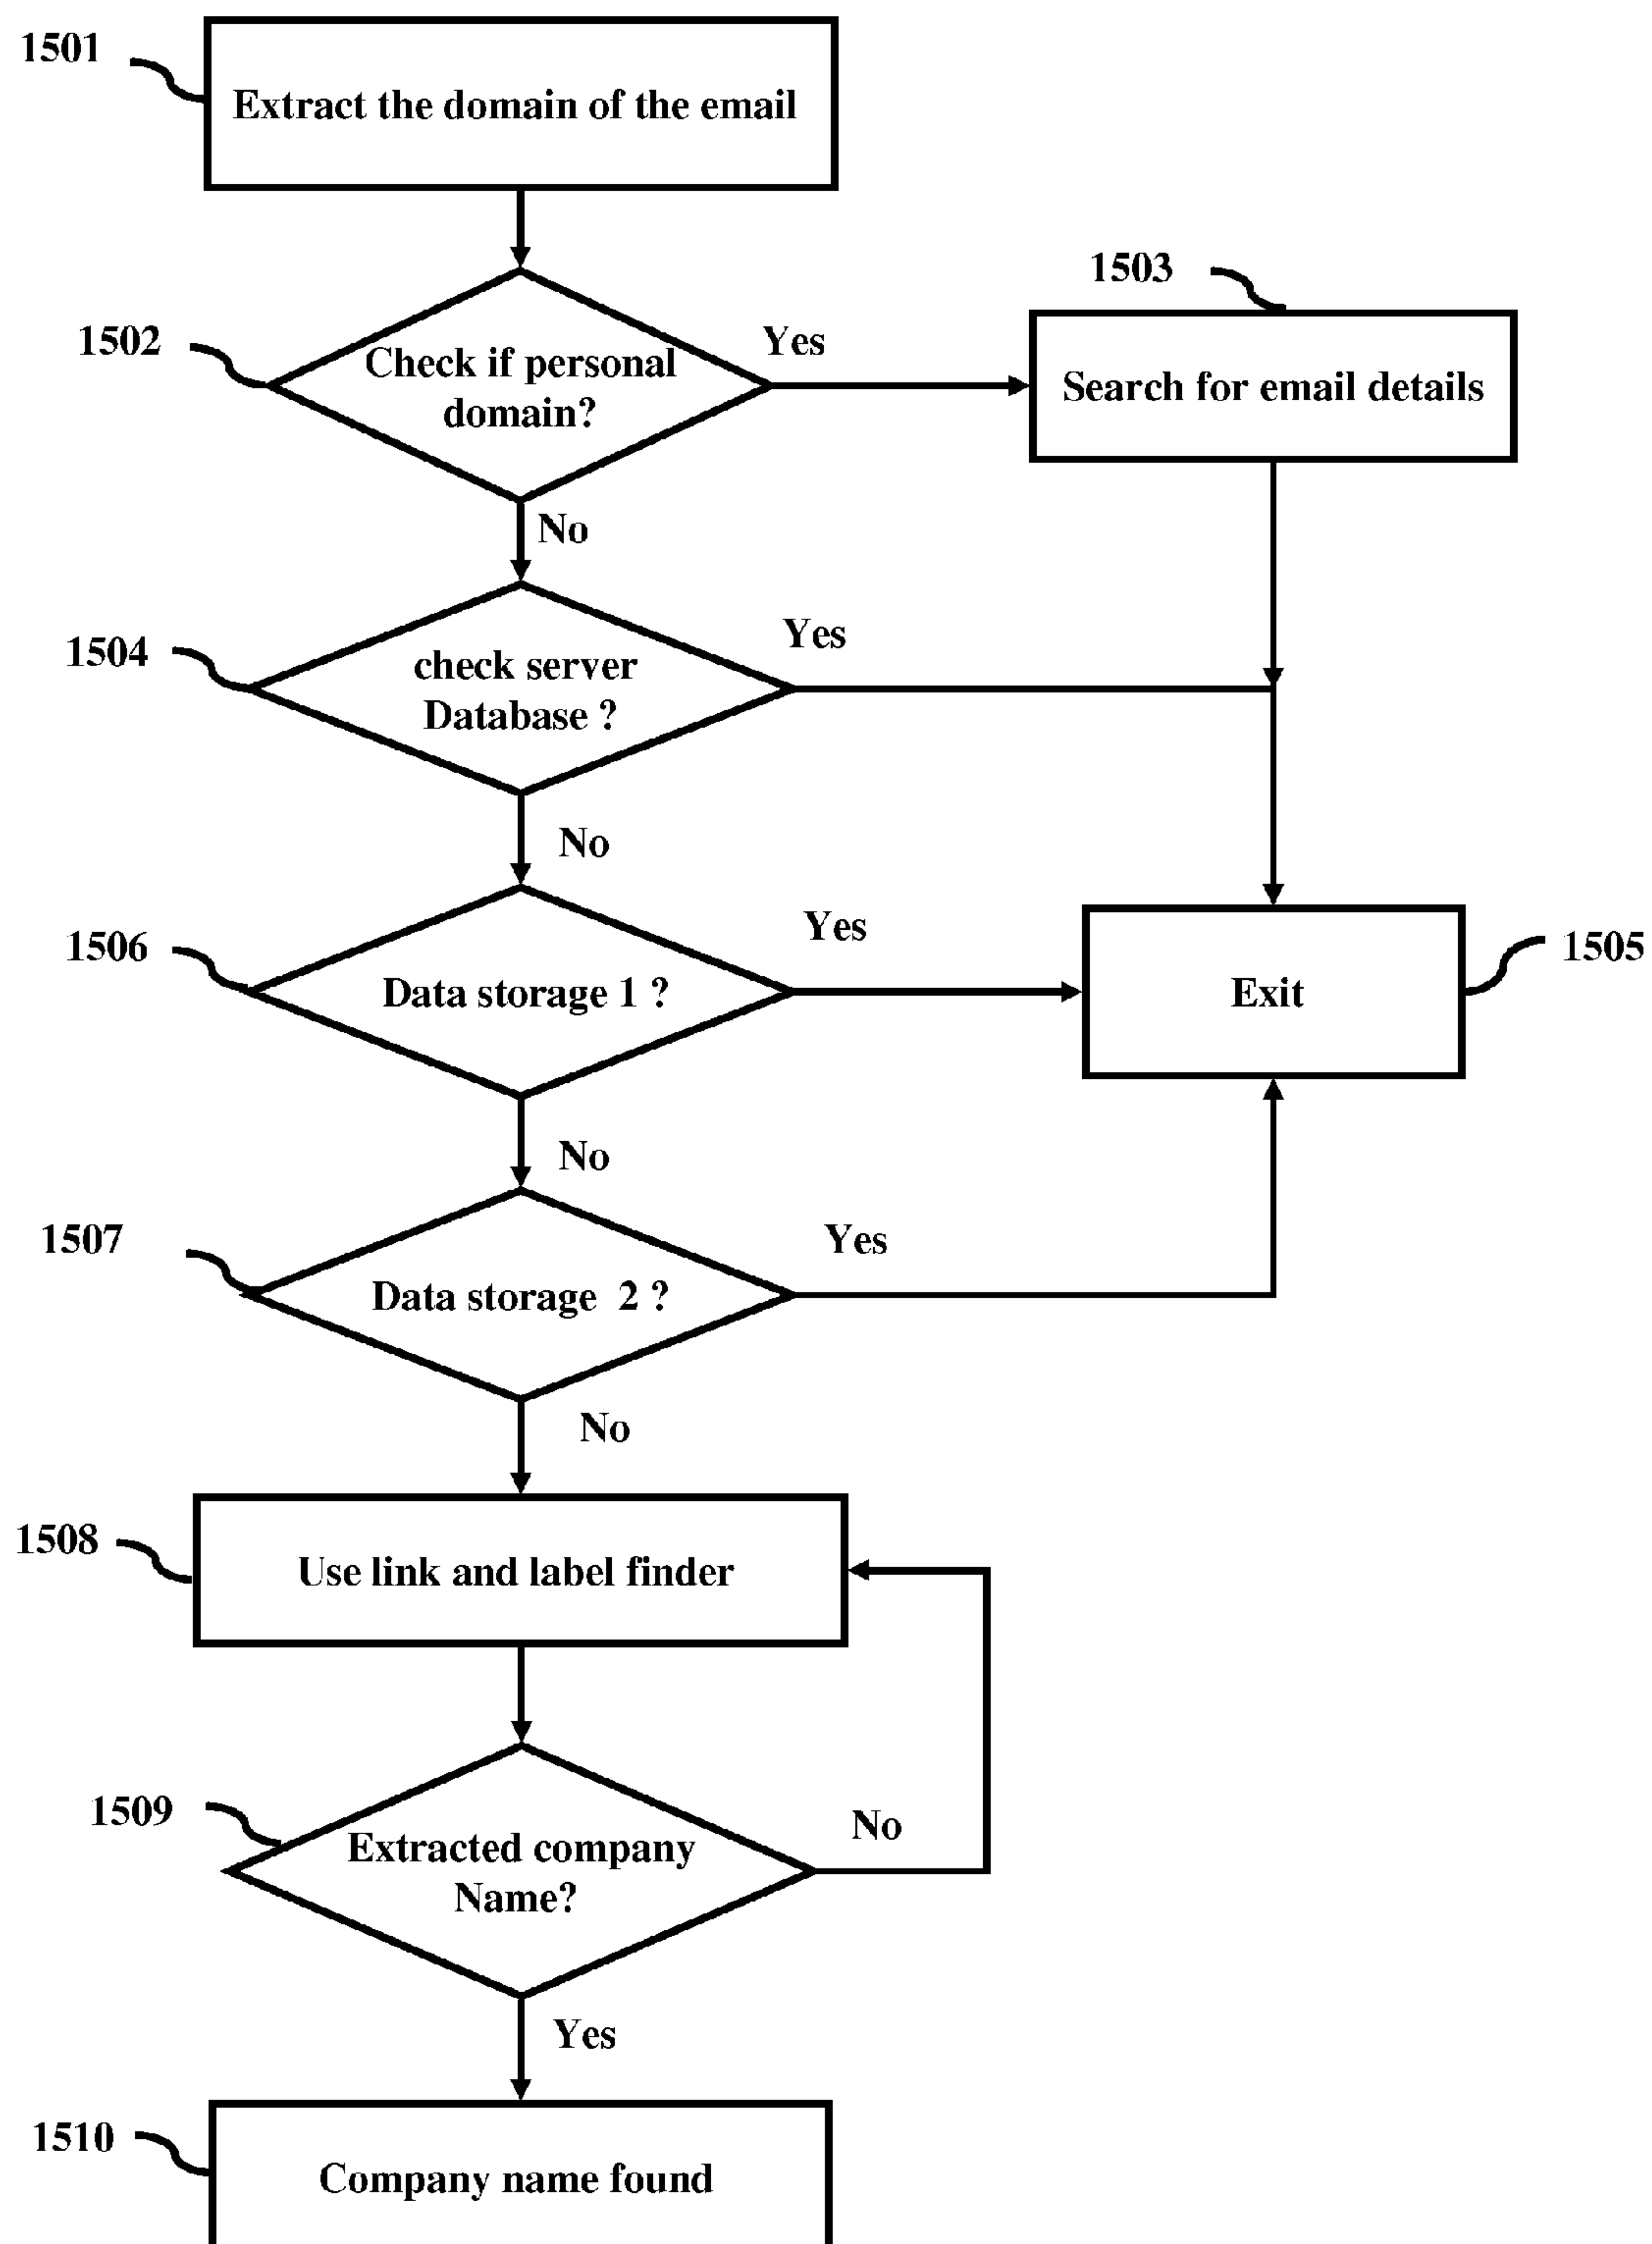 1501
Extract the domain of the email
1503
1502
Check if personal
domain?
Yes
Search for email details
No
1504
check server
Database ?
Yes
No
1506
Data storage 1 ?
Yes
Exit
1505
No
1507
Data storage  2 ?
Yes
No
1508
Use link and label finder
1509
Extracted company
Name?
No
Yes
1510
Company name found